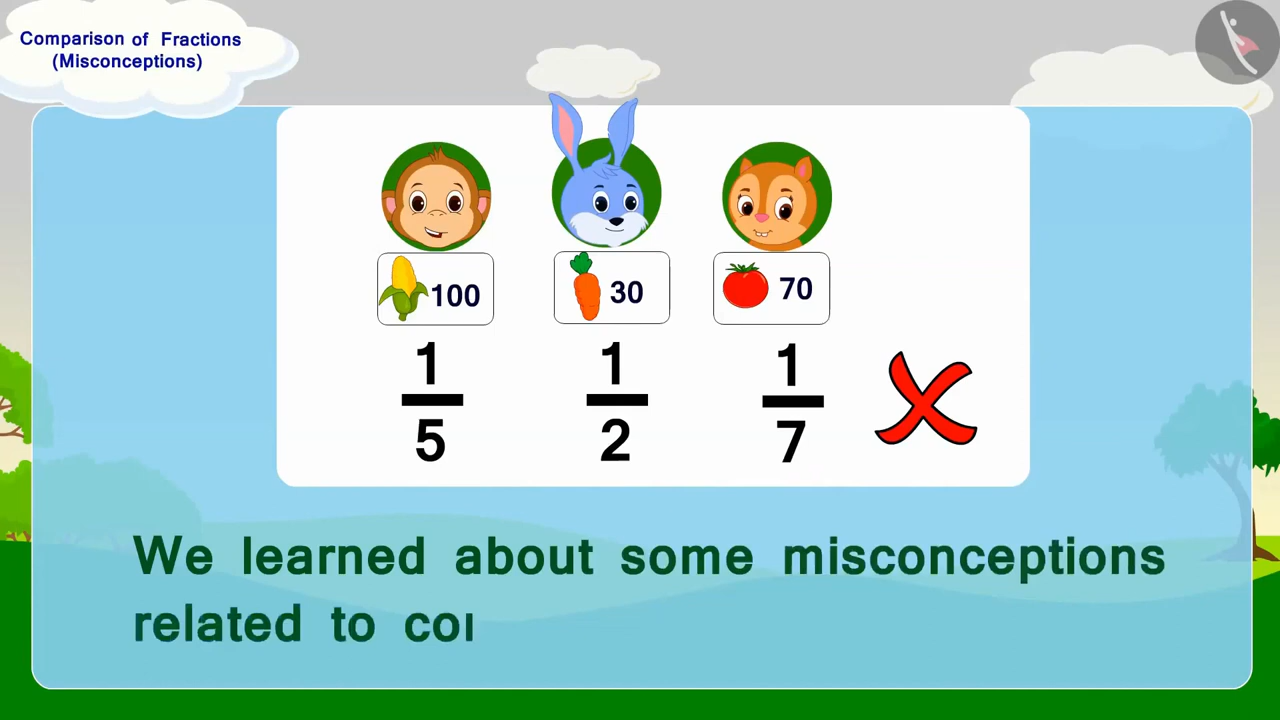 Comparison of Fractions
(Misconceptions)
100 30 70
1 1 1
5 2 7
We learned about some misconceptions
related to